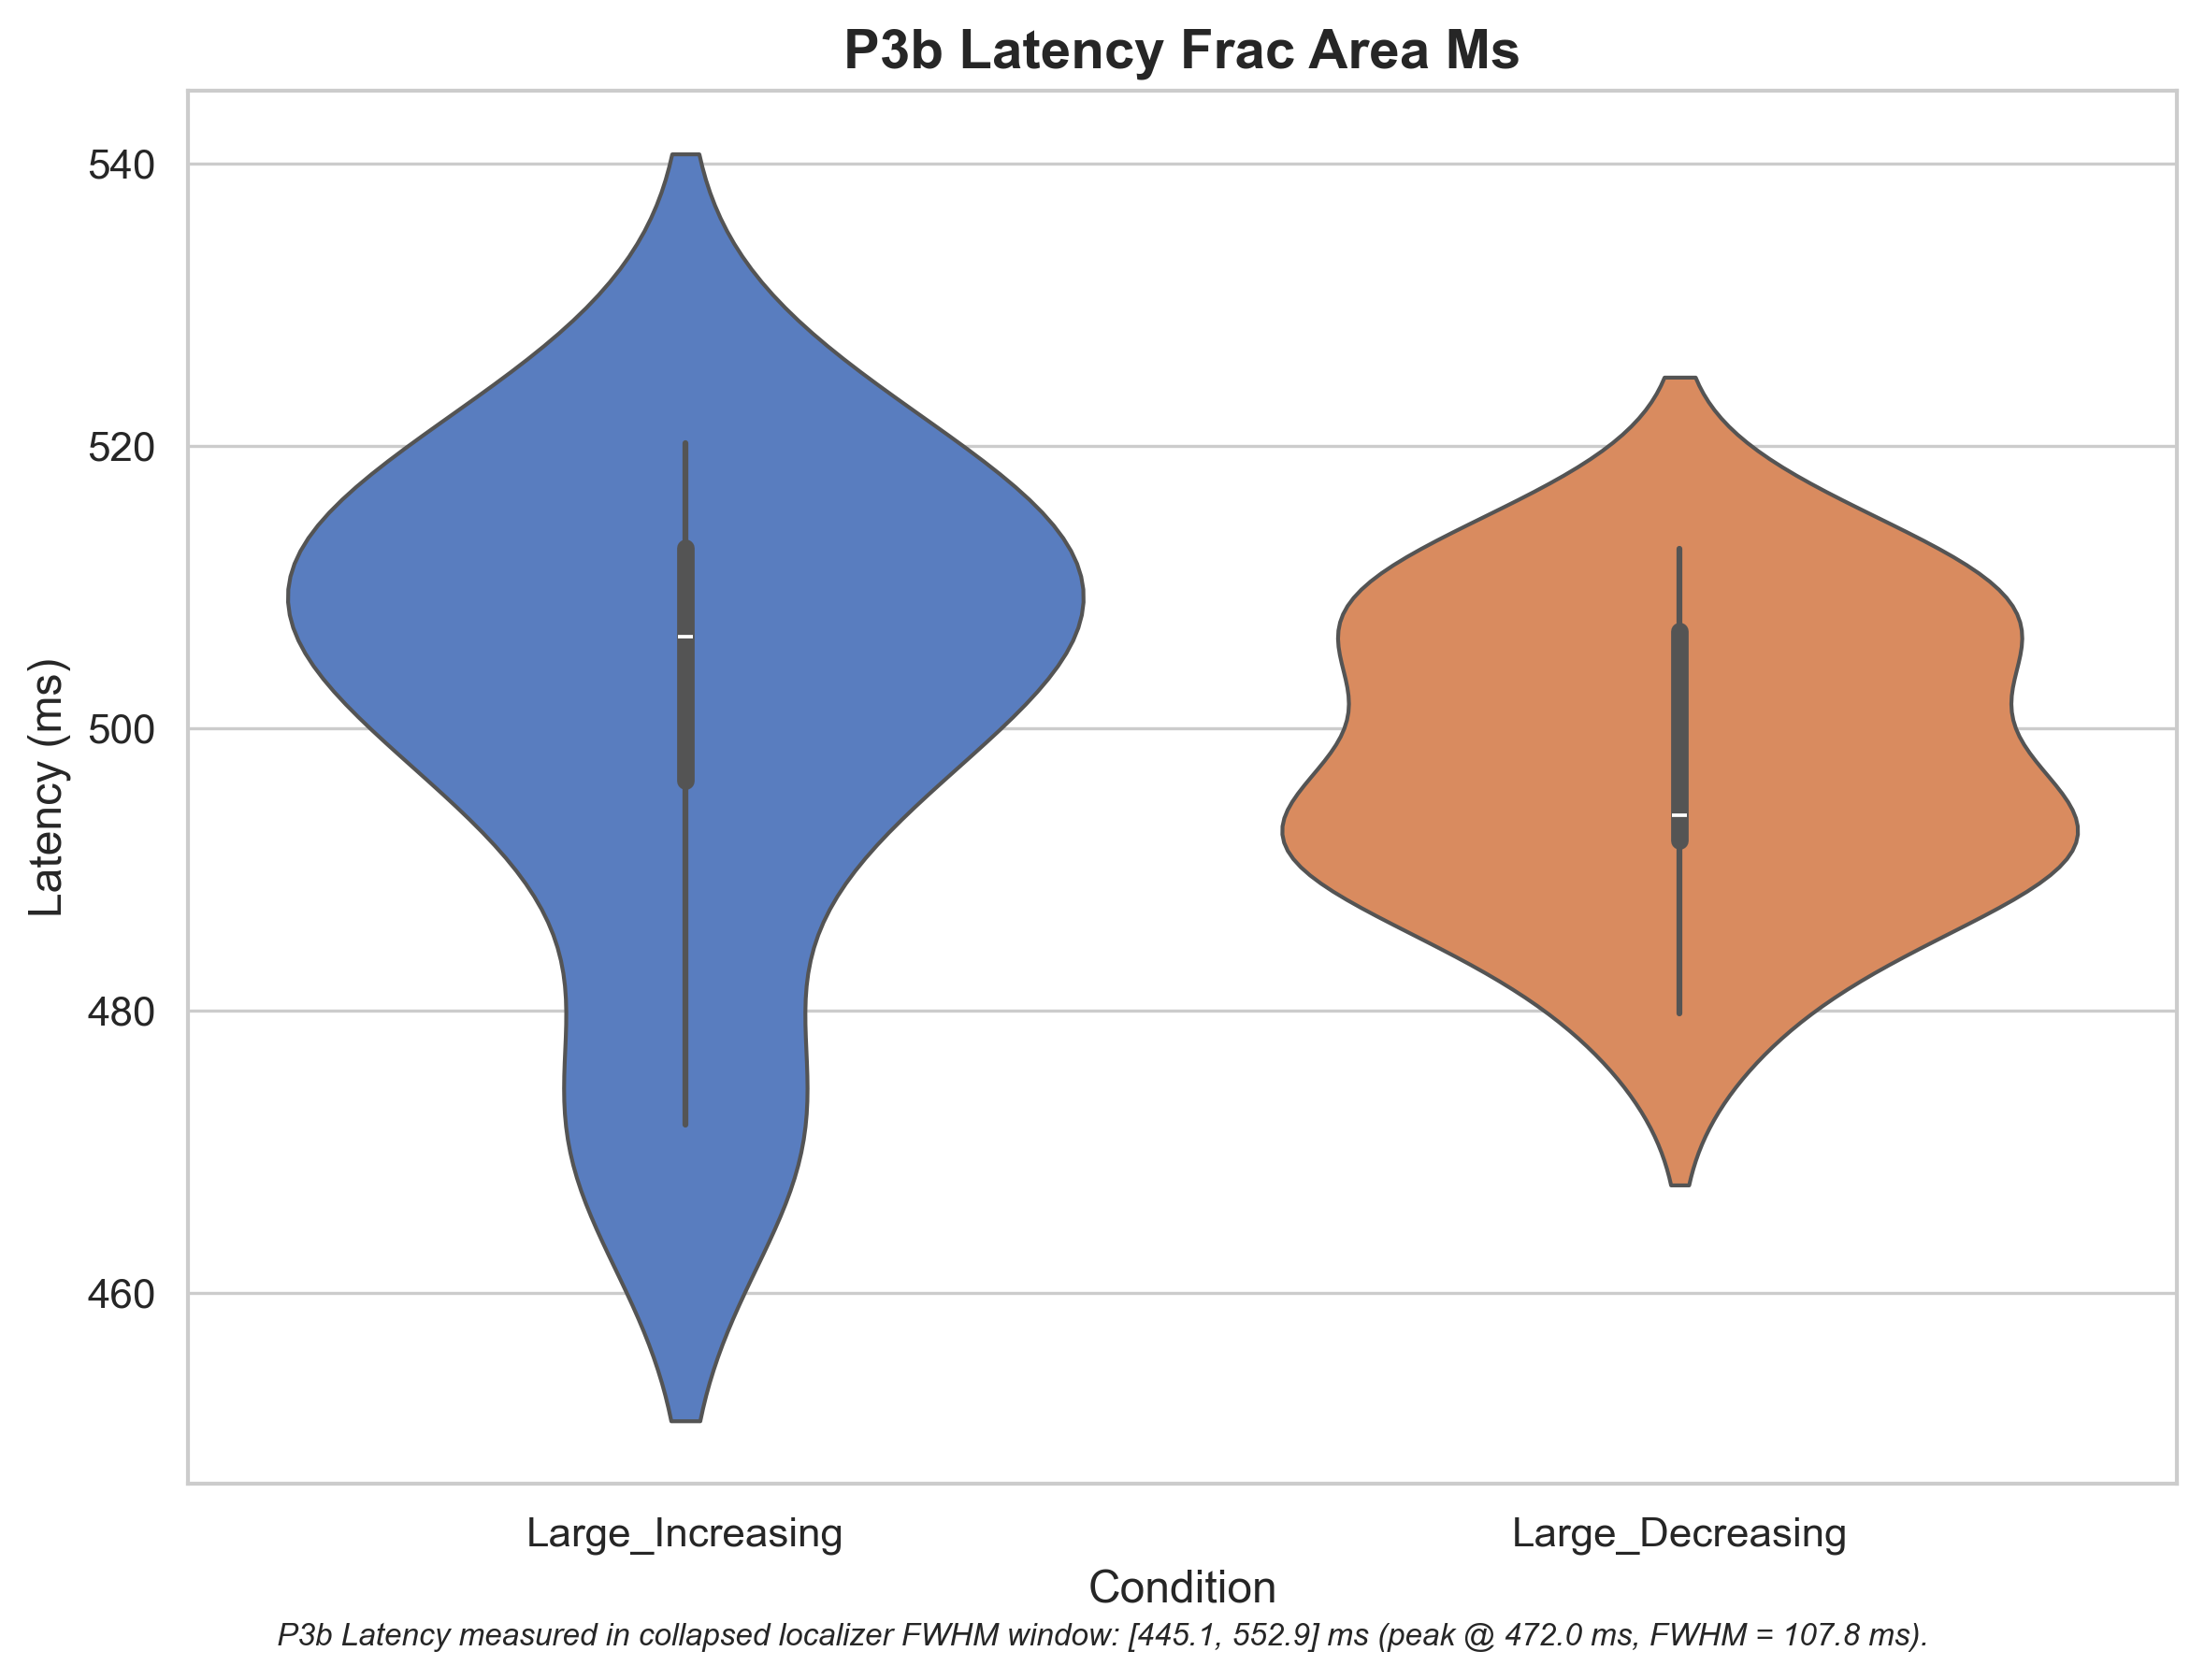 P3b Latency Frac Area Ms
Latency (ms)
540
520
500
480
460
Large_Increasing
Large_Decreasing
Condition
P3b Latency measured in collapsed localizer FWHM window: [445.1, 552.9] ms (peak @ 472.0 ms, FWHM = 107.8 ms).